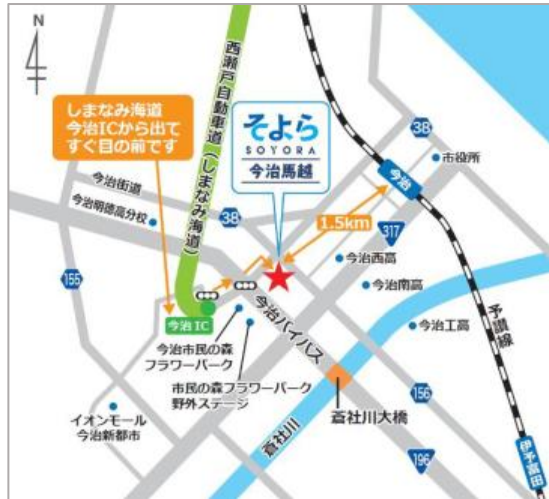 N
しまなみ海道
今治ICから出て
すぐ目の前です
西瀬戸自動車道(しまなみ海道)
そよら
SOYORA
今治馬越
38
市役所
今治
今治街道
今治明徳高分校
38
1.5km
317
155
今治西高
今治南高
今治工高
予讃線
今治IC
今治市民の森
フラワーパーク
市民の森フラワーパーク
野外ステージ
今治バイパス
イオンモール
今治新都市
蒼社川
蒼社川大橋
156
196
伊予富田